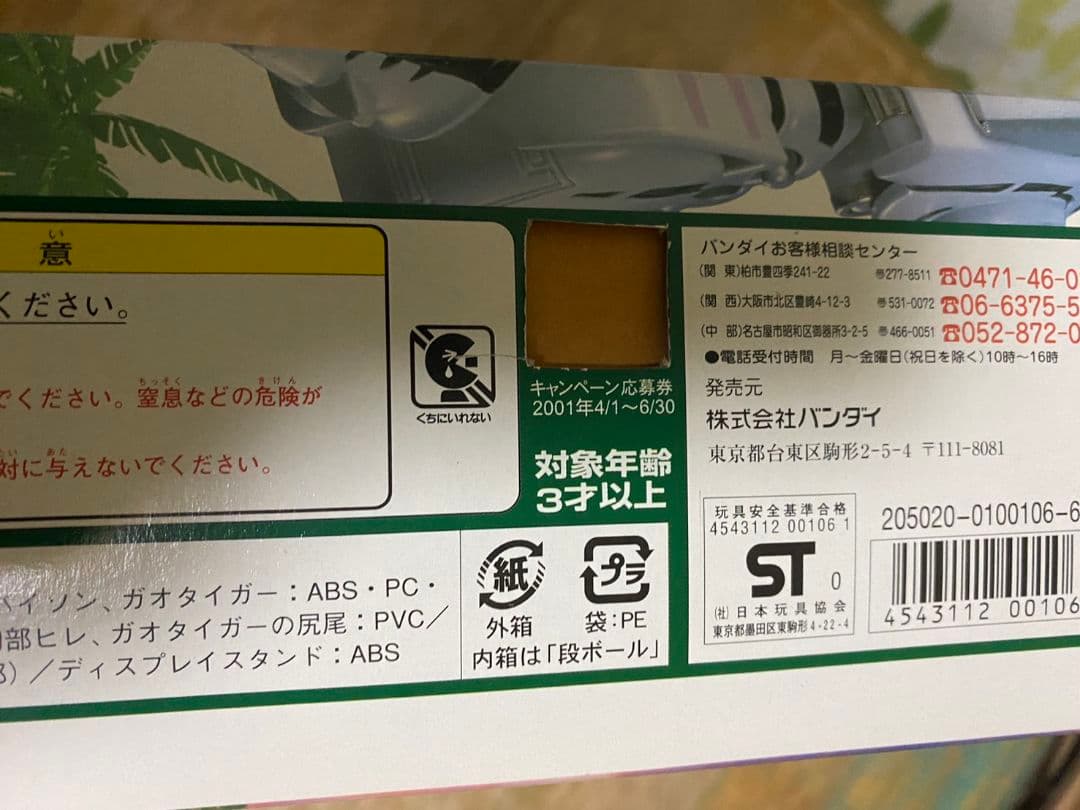 い
意
ください。
でください。窒息などの危険が
ちっそく
きけん
対に与えないでください。
たい
あた
くちにいれない
キャンペーン応募券
2001年4/1〜6/30
対象年齢
3才以上
バイソン、ガオタイガー：ABS・PC・
部ヒレ、ガオタイガーの尻尾：PVC／
）／ディスプレイスタンド：ABS
紙
外箱
プラ
袋：PE
内箱は「段ボール」
バンダイお客様相談センター
(関 東)柏市豊四季241-22 〠277-8511 ☎0471-46-0
(関 西)大阪市北区豊崎4-12-3 〠531-0072 ☎06-6375-5
(中 部)名古屋市昭和区御器所3-2-5 〠466-0051 ☎052-872-0
●電話受付時間 月〜金曜日(祝日を除く)10時〜16時
発売元
株式会社バンダイ
東京都台東区駒形2-5-4 〒111-8081
玩具安全基準合格
4543112 00106 1
ST 0
(社)日本玩具協会
東京都墨田区東駒形4-22-4
205020-0100106-6
4543112 00106